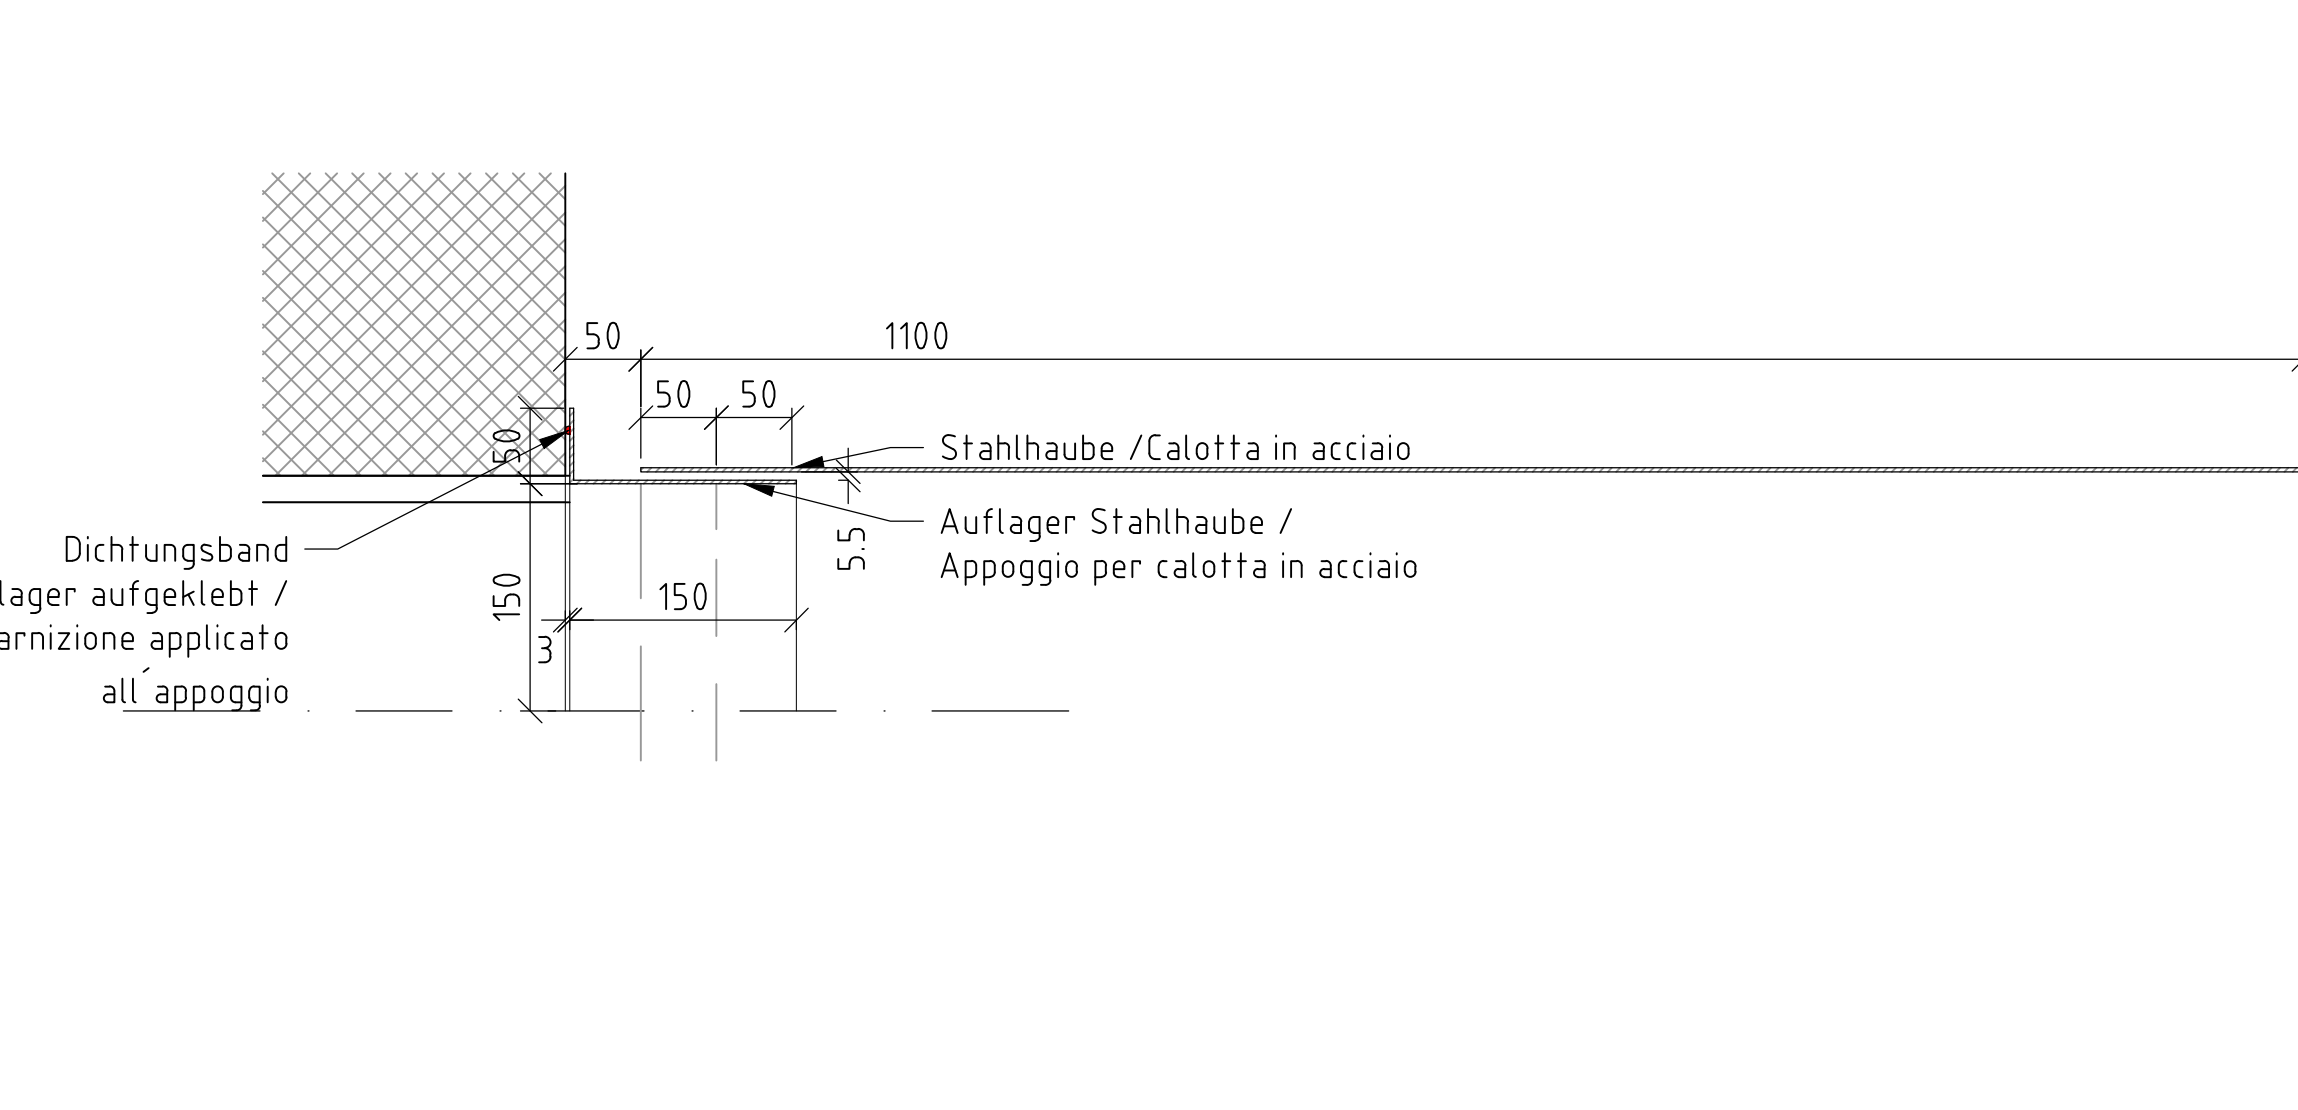 50
1100
50
50
50
Stahlhaube /Calotta in acciaio
Auflager Stahlhaube /
Appoggio per calotta in acciaio
5.5
Dichtungsband
lager aufgeklebt /
arnizione applicato
all´appoggio
150
150
3